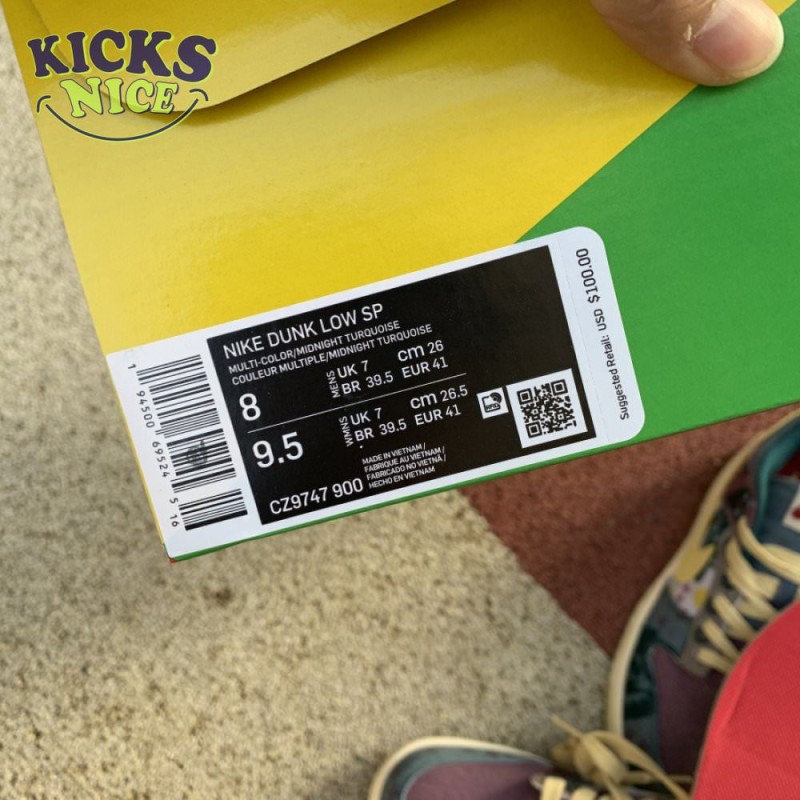 KICKS
NICE
NIKE DUNK LOW SP
MULTI-COLOR/MIDNIGHT TURQUOISE
COULEUR MULTIPLE/MIDNIGHT TURQUOISE
8
MENS
UK 7
cm 26
BR 39.5
EUR 41
9.5
WMNS
UK 7
cm 26.5
BR 39.5
EUR 41
CZ9747 900
MADE IN VIETNAM /
FABRIQUE AU VIETNAM /
FABRICADO NO VIETNÃ /
HECHO EN VIETNAM
1 94500 69524 5 16
Suggested Retail: USD $100.00